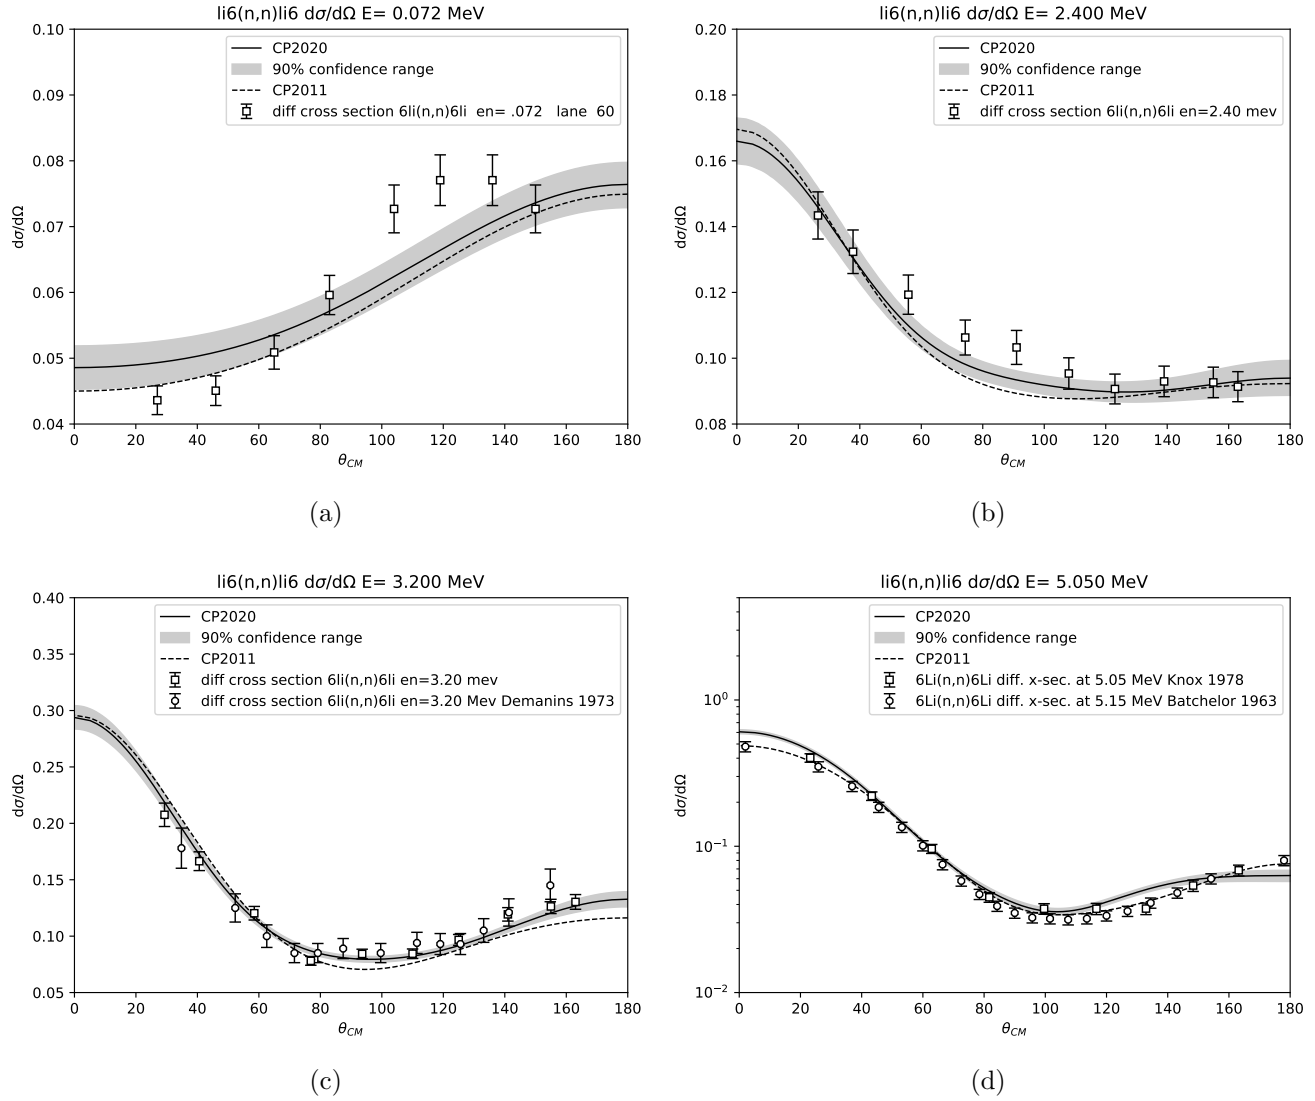 li6(n,n)li6 dσ/dΩ E= 0.072 MeV
0.10
0.09
0.08
0.07
0.06
0.05
0.04
dσ/dΩ
CP2020
90% confidence range
CP2011
diff cross section 6li(n,n)6li en= .072 lane 60
0 20 40 60 80 100 120 140 160 180
θCM
(a)
li6(n,n)li6 dσ/dΩ E= 2.400 MeV
0.20
0.18
0.16
0.14
0.12
0.10
0.08
dσ/dΩ
CP2020
90% confidence range
CP2011
diff cross section 6li(n,n)6li en=2.40 mev
0 20 40 60 80 100 120 140 160 180
θCM
(b)
li6(n,n)li6 dσ/dΩ E= 3.200 MeV
0.40
0.35
0.30
0.25
0.20
0.15
0.10
0.05
dσ/dΩ
CP2020
90% confidence range
CP2011
diff cross section 6li(n,n)6li en=3.20 mev
diff cross section 6li(n,n)6li en=3.20 Mev Demanins 1973
0 20 40 60 80 100 120 140 160 180
θCM
(c)
li6(n,n)li6 dσ/dΩ E= 5.050 MeV
10⁰
10⁻¹
10⁻²
dσ/dΩ
CP2020
90% confidence range
CP2011
6Li(n,n)6Li diff. x-sec. at 5.05 MeV Knox 1978
6Li(n,n)6Li diff. x-sec. at 5.15 MeV Batchelor 1963
0 20 40 60 80 100 120 140 160 180
θCM
(d)